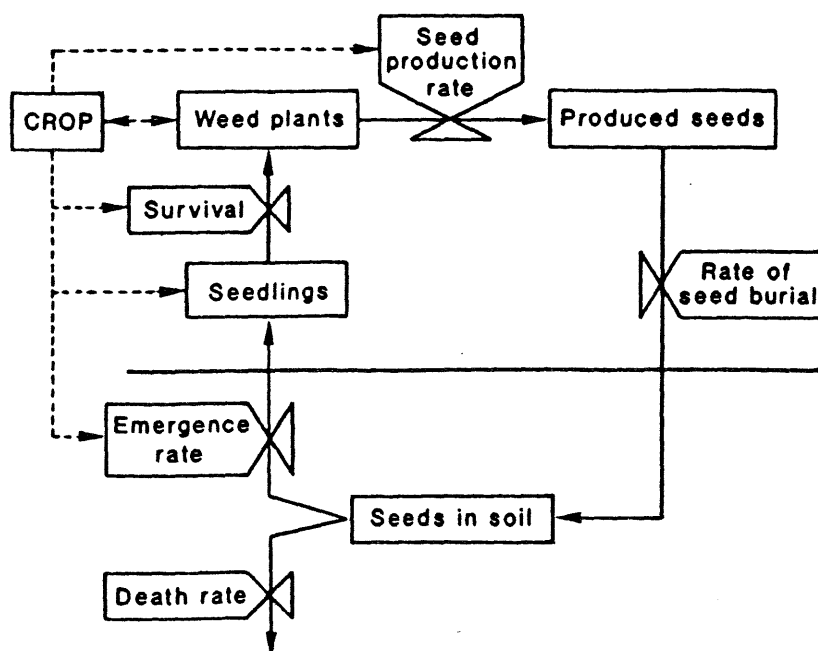 Seed
production
rate
CROP
Weed plants
Produced seeds
Survival
Rate of
seed burial
Seedlings
Emergence
rate
Seeds in soil
Death rate